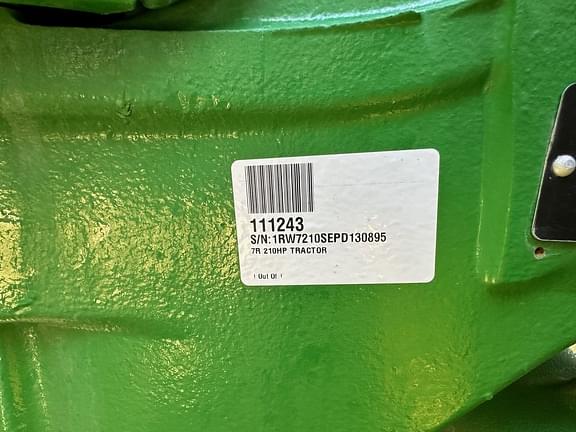 111243
S/N:1RW7210SEPD130895
7R 210HP TRACTOR
1 Out Of 1